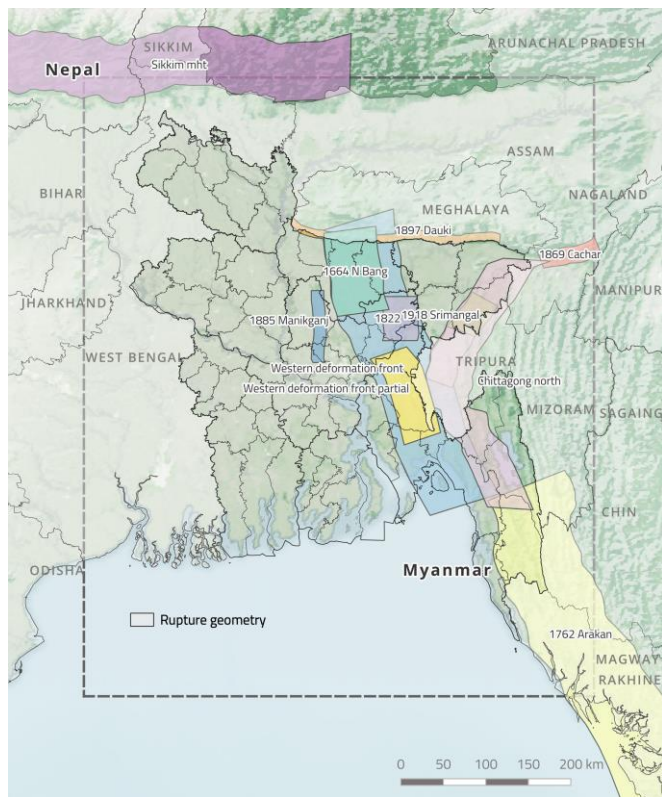 SIKKIM
ARUNACHAL PRADESH
Nepal
Sikkim mht
ASSAM
BIHAR
NAGALAND
MEGHALAYA
1897 Dauki
1869 Cachar
1664 N Bang
MANIPUR
JHARKHAND
1885 Manikganj
1822
1918 Srimangal
WEST BENGAL
TRIPURA
Western deformation front
Chittagong north
Western deformation front partial
MIZORAM
SAGAING
CHIN
ODISHA
Myanmar
Rupture geometry
1762 Arakan
MAGWAY
RAKHINE
0 50 100 150 200 km